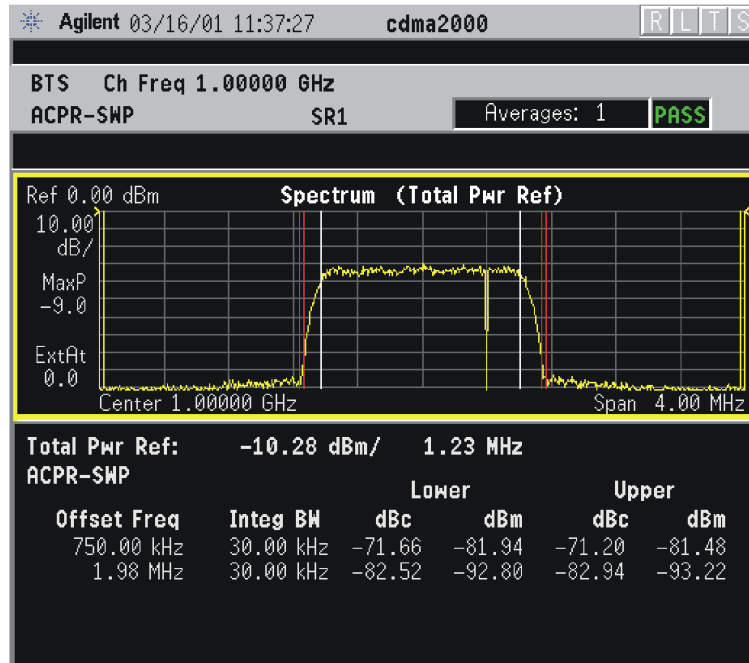 Agilent 03/16/01 11:37:27 cdma2000 R L T S
BTS Ch Freq 1.00000 GHz
ACPR-SWP SR1 Averages: 1 PASS
Ref 0.00 dBm Spectrum (Total Pwr Ref)
10.00
dB/
MaxP
-9.0
ExtAt
0.0
Center 1.00000 GHz Span 4.00 MHz
Total Pwr Ref: -10.28 dBm/ 1.23 MHz
ACPR-SWP
Lower Upper
Offset Freq Integ BW dBc dBm dBc dBm
750.00 kHz 30.00 kHz -71.66 -81.94 -71.20 -81.48
1.98 MHz 30.00 kHz -82.52 -92.80 -82.94 -93.22